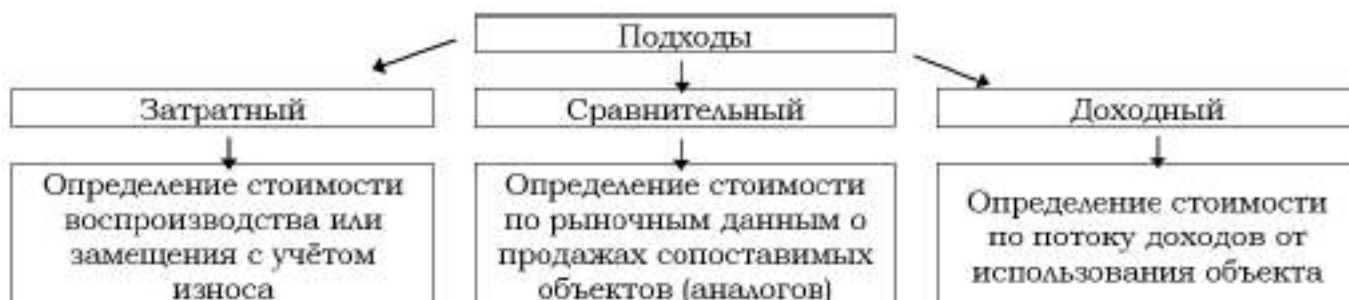 Подходы
Затратный
Сравнительный
Доходный
Определение стоимости
воспроизводства или
замещения с учётом
износа
Определение стоимости
по рыночным данным о
продажах сопоставимых
объектов (аналогов)
Определение стоимости
по потоку доходов от
использования объекта